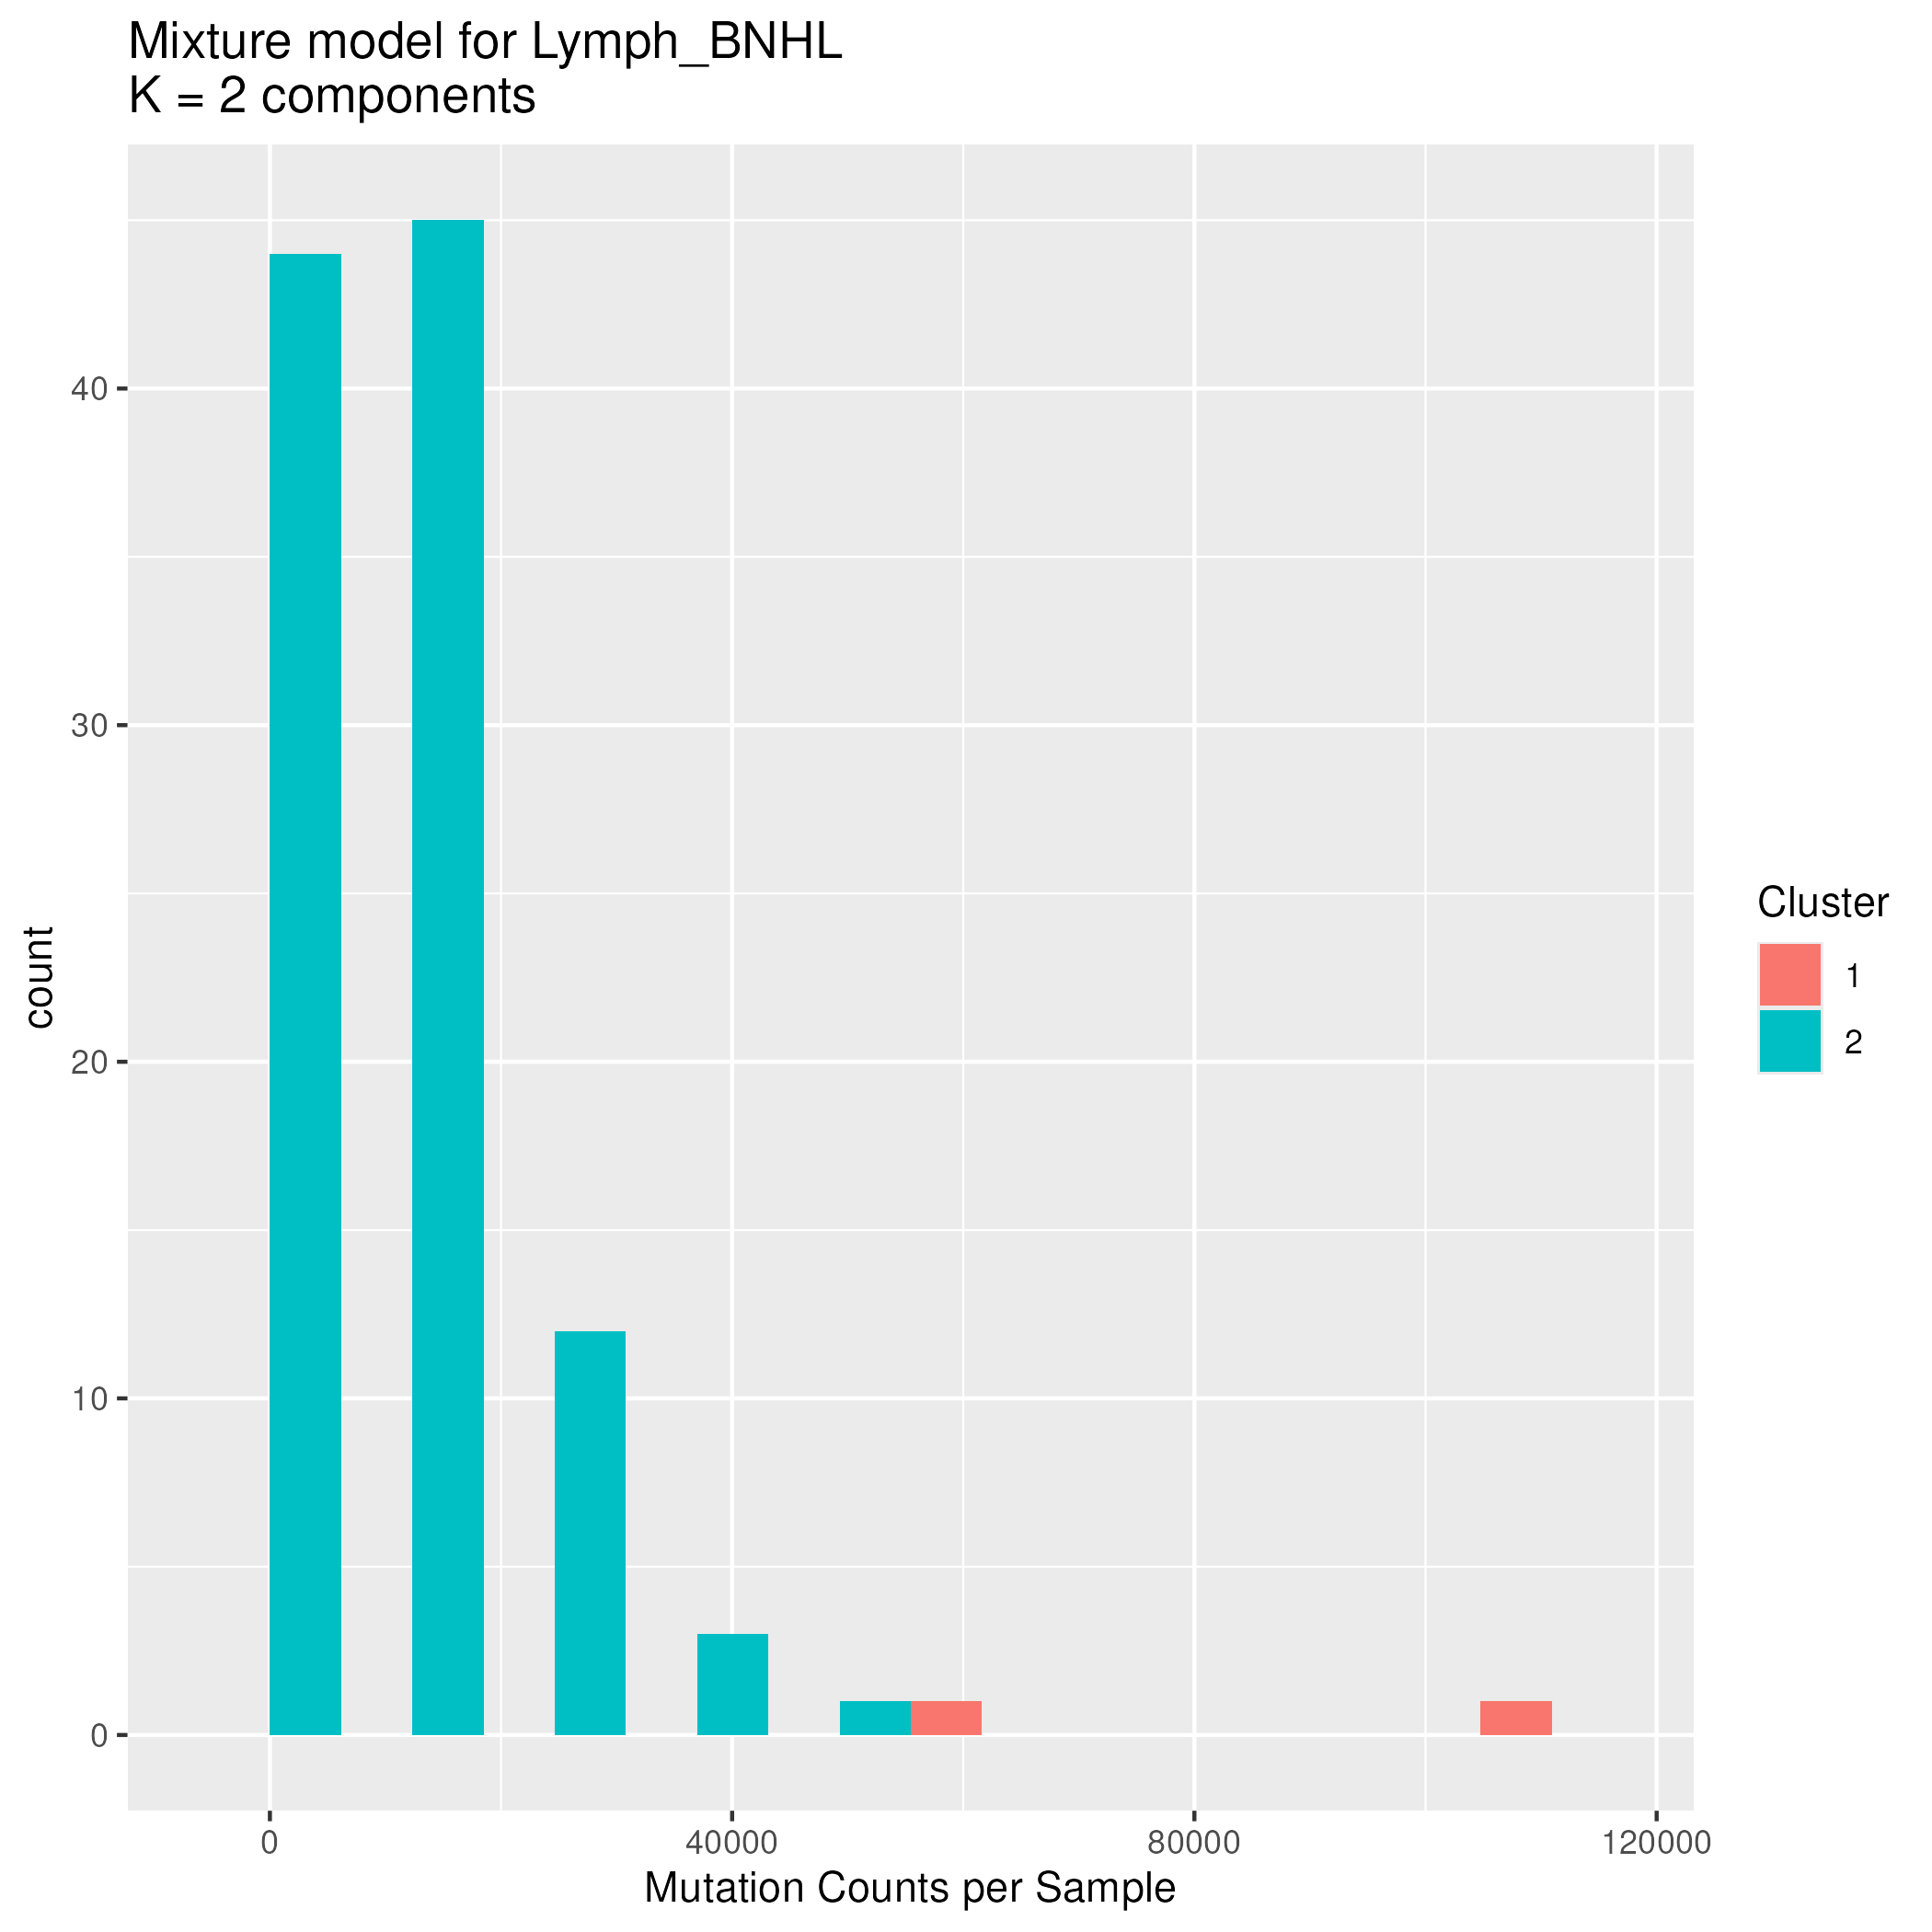 Mixture model for Lymph_BNHL
K = 2 components
40
30
20
10
0
count
0
40000
80000
120000
Mutation Counts per Sample
Cluster
1
2